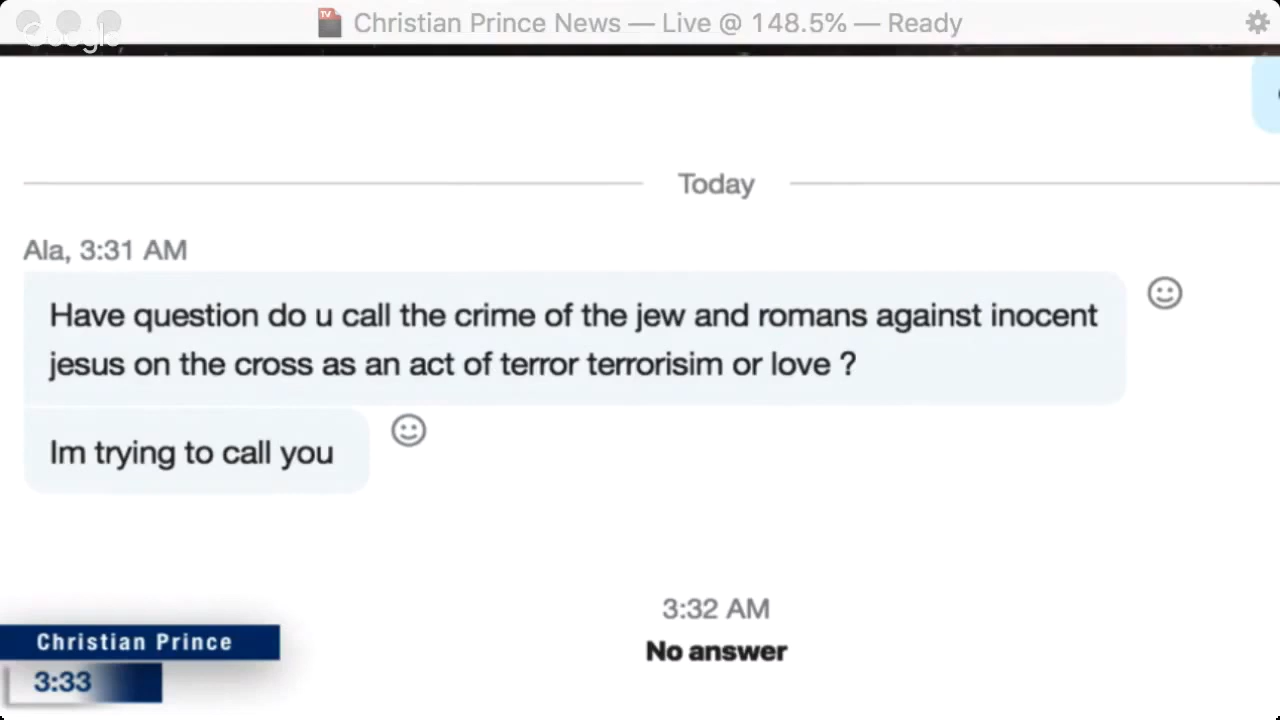 Christian Prince News — Live @ 148.5% — Ready
Google
Today
Ala, 3:31 AM
Have question do u call the crime of the jew and romans against inocent
jesus on the cross as an act of terror terrorisim or love ?
Im trying to call you
3:32 AM
No answer
Christian Prince
3:33